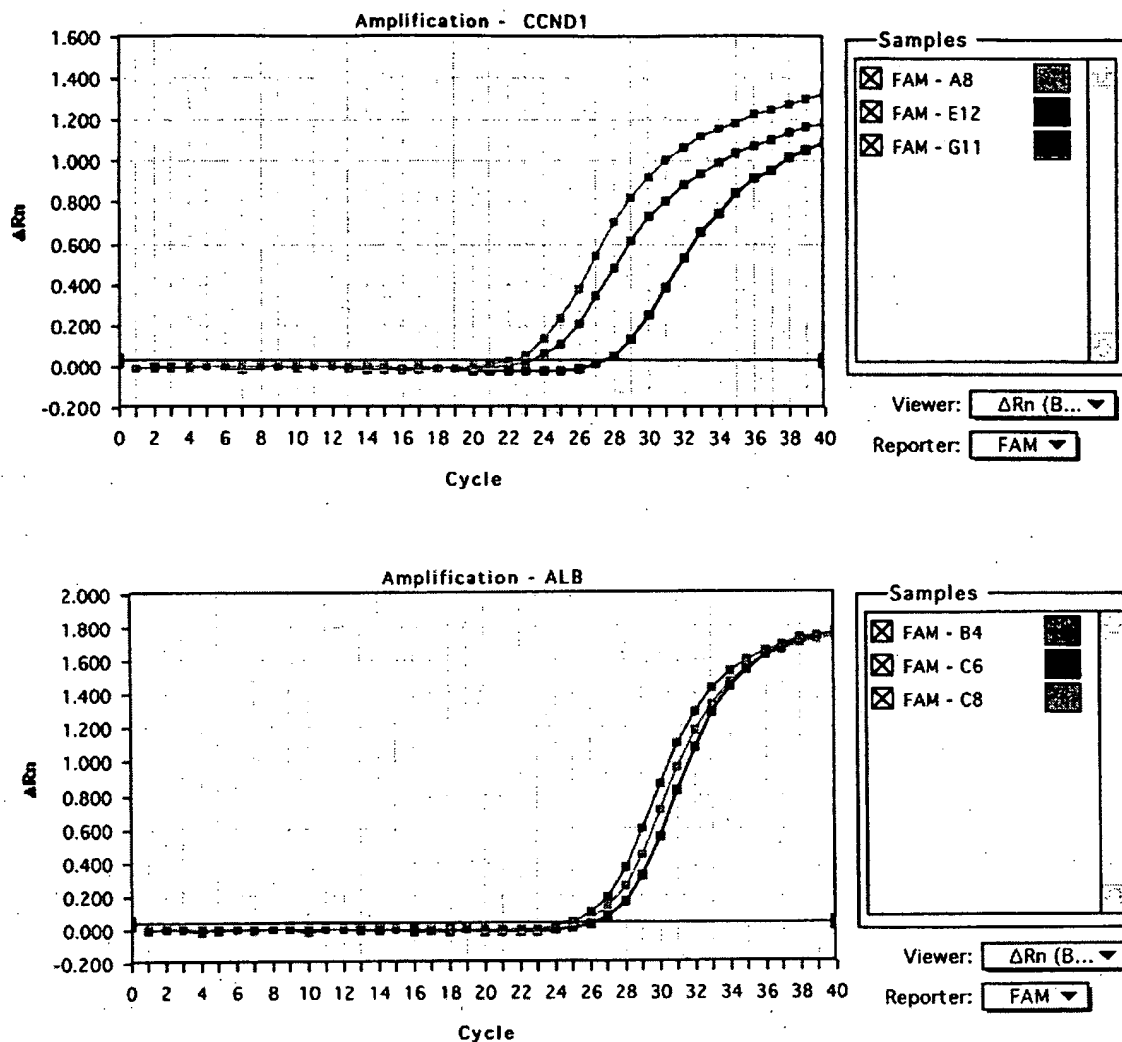 Amplification - CCND1
1.600
1.400
1.200
1.000
0.800
0.600
0.400
0.200
0.000
-0.200
ΔRn
0 2 4 6 8 10 12 14 16 18 20 22 24 26 28 30 32 34 36 38 40
Cycle
Samples
FAM - A8
FAM - E12
FAM - G11
Viewer: ΔRn (B...
Reporter: FAM
Amplification - ALB
2.000
1.800
1.600
1.400
1.200
1.000
0.800
0.600
0.400
0.200
0.000
-0.200
ΔRn
0 2 4 6 8 10 12 14 16 18 20 22 24 26 28 30 32 34 36 38 40
Cycle
Samples
FAM - B4
FAM - C6
FAM - C8
Viewer: ΔRn (B...
Reporter: FAM